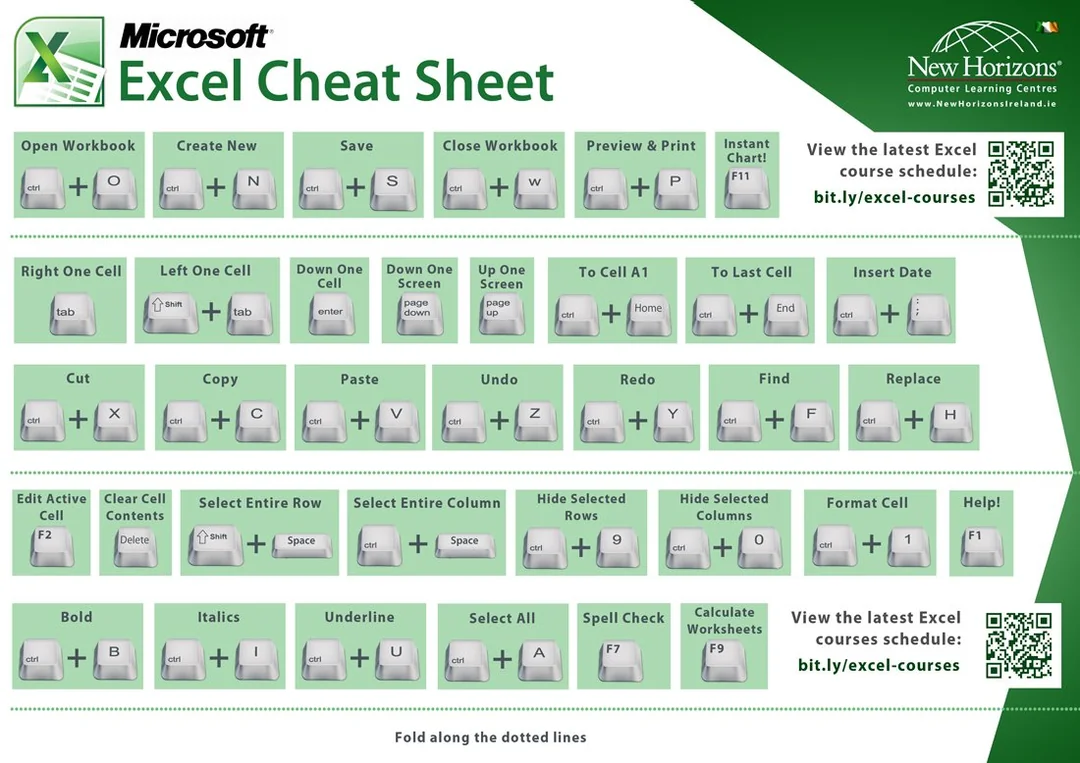 Microsoft
Excel Cheat Sheet
New Horizons®
Computer Learning Centres
www.NewHorizonsIreland.ie
Open Workbook
ctrl + O
Create New
ctrl + N
Save
ctrl + S
Close Workbook
ctrl + w
Preview & Print
ctrl + P
Instant
Chart!
F11
View the latest Excel
course schedule:
bit.ly/excel-courses
Right One Cell
tab
Left One Cell
Shift + tab
Down One
Cell
enter
Down One
Screen
page
down
Up One
Screen
page
up
To Cell A1
ctrl + Home
To Last Cell
ctrl + End
Insert Date
ctrl + : ;
Cut
ctrl + X
Copy
ctrl + C
Paste
ctrl + V
Undo
ctrl + Z
Redo
ctrl + Y
Find
ctrl + F
Replace
ctrl + H
Edit Active
Cell
F2
Clear Cell
Contents
Delete
Select Entire Row
Shift + Space
Select Entire Column
ctrl + Space
Hide Selected
Rows
ctrl + 9
Hide Selected
Columns
ctrl + 0
Format Cell
ctrl + 1
Help!
F1
Bold
ctrl + B
Italics
ctrl + I
Underline
ctrl + U
Select All
ctrl + A
Spell Check
F7
Calculate
Worksheets
F9
View the latest Excel
courses schedule:
bit.ly/excel-courses
Fold along the dotted lines